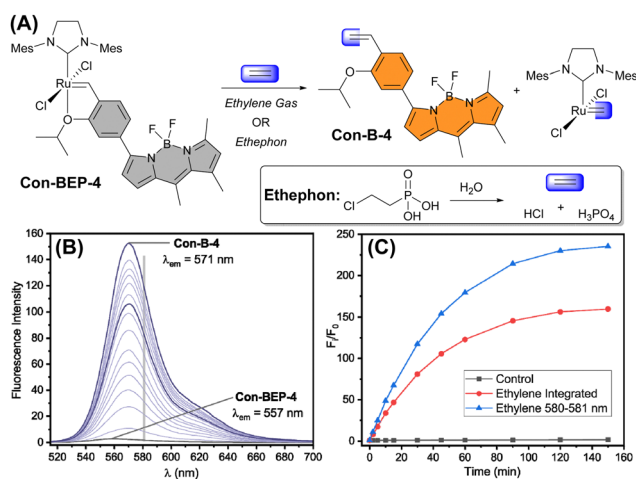 (A)
Mes N N Mes
Cl
Ru
Cl
O
F F
B
N N
Con-BEP-4
Ethylene Gas
OR
Ethephon
O
F F
B
N N
Con-B-4
+
Mes N N Mes
Cl
Ru
Cl
Ethephon:
Cl
O
P
OH
OH
H₂O
HCl + H₃PO₄
(B)
Con-B-4
λem = 571 nm
Con-BEP-4
λem = 557 nm
Fluorescence Intensity
160
140
120
100
80
60
40
20
0
520 540 560 580 600 620 640 660 680 700
λ (nm)
(C)
F/F₀
250
200
150
100
50
0
Control
Ethylene Integrated
Ethylene 580-581 nm
0 20 40 60 80 100 120 140 160
Time (min)